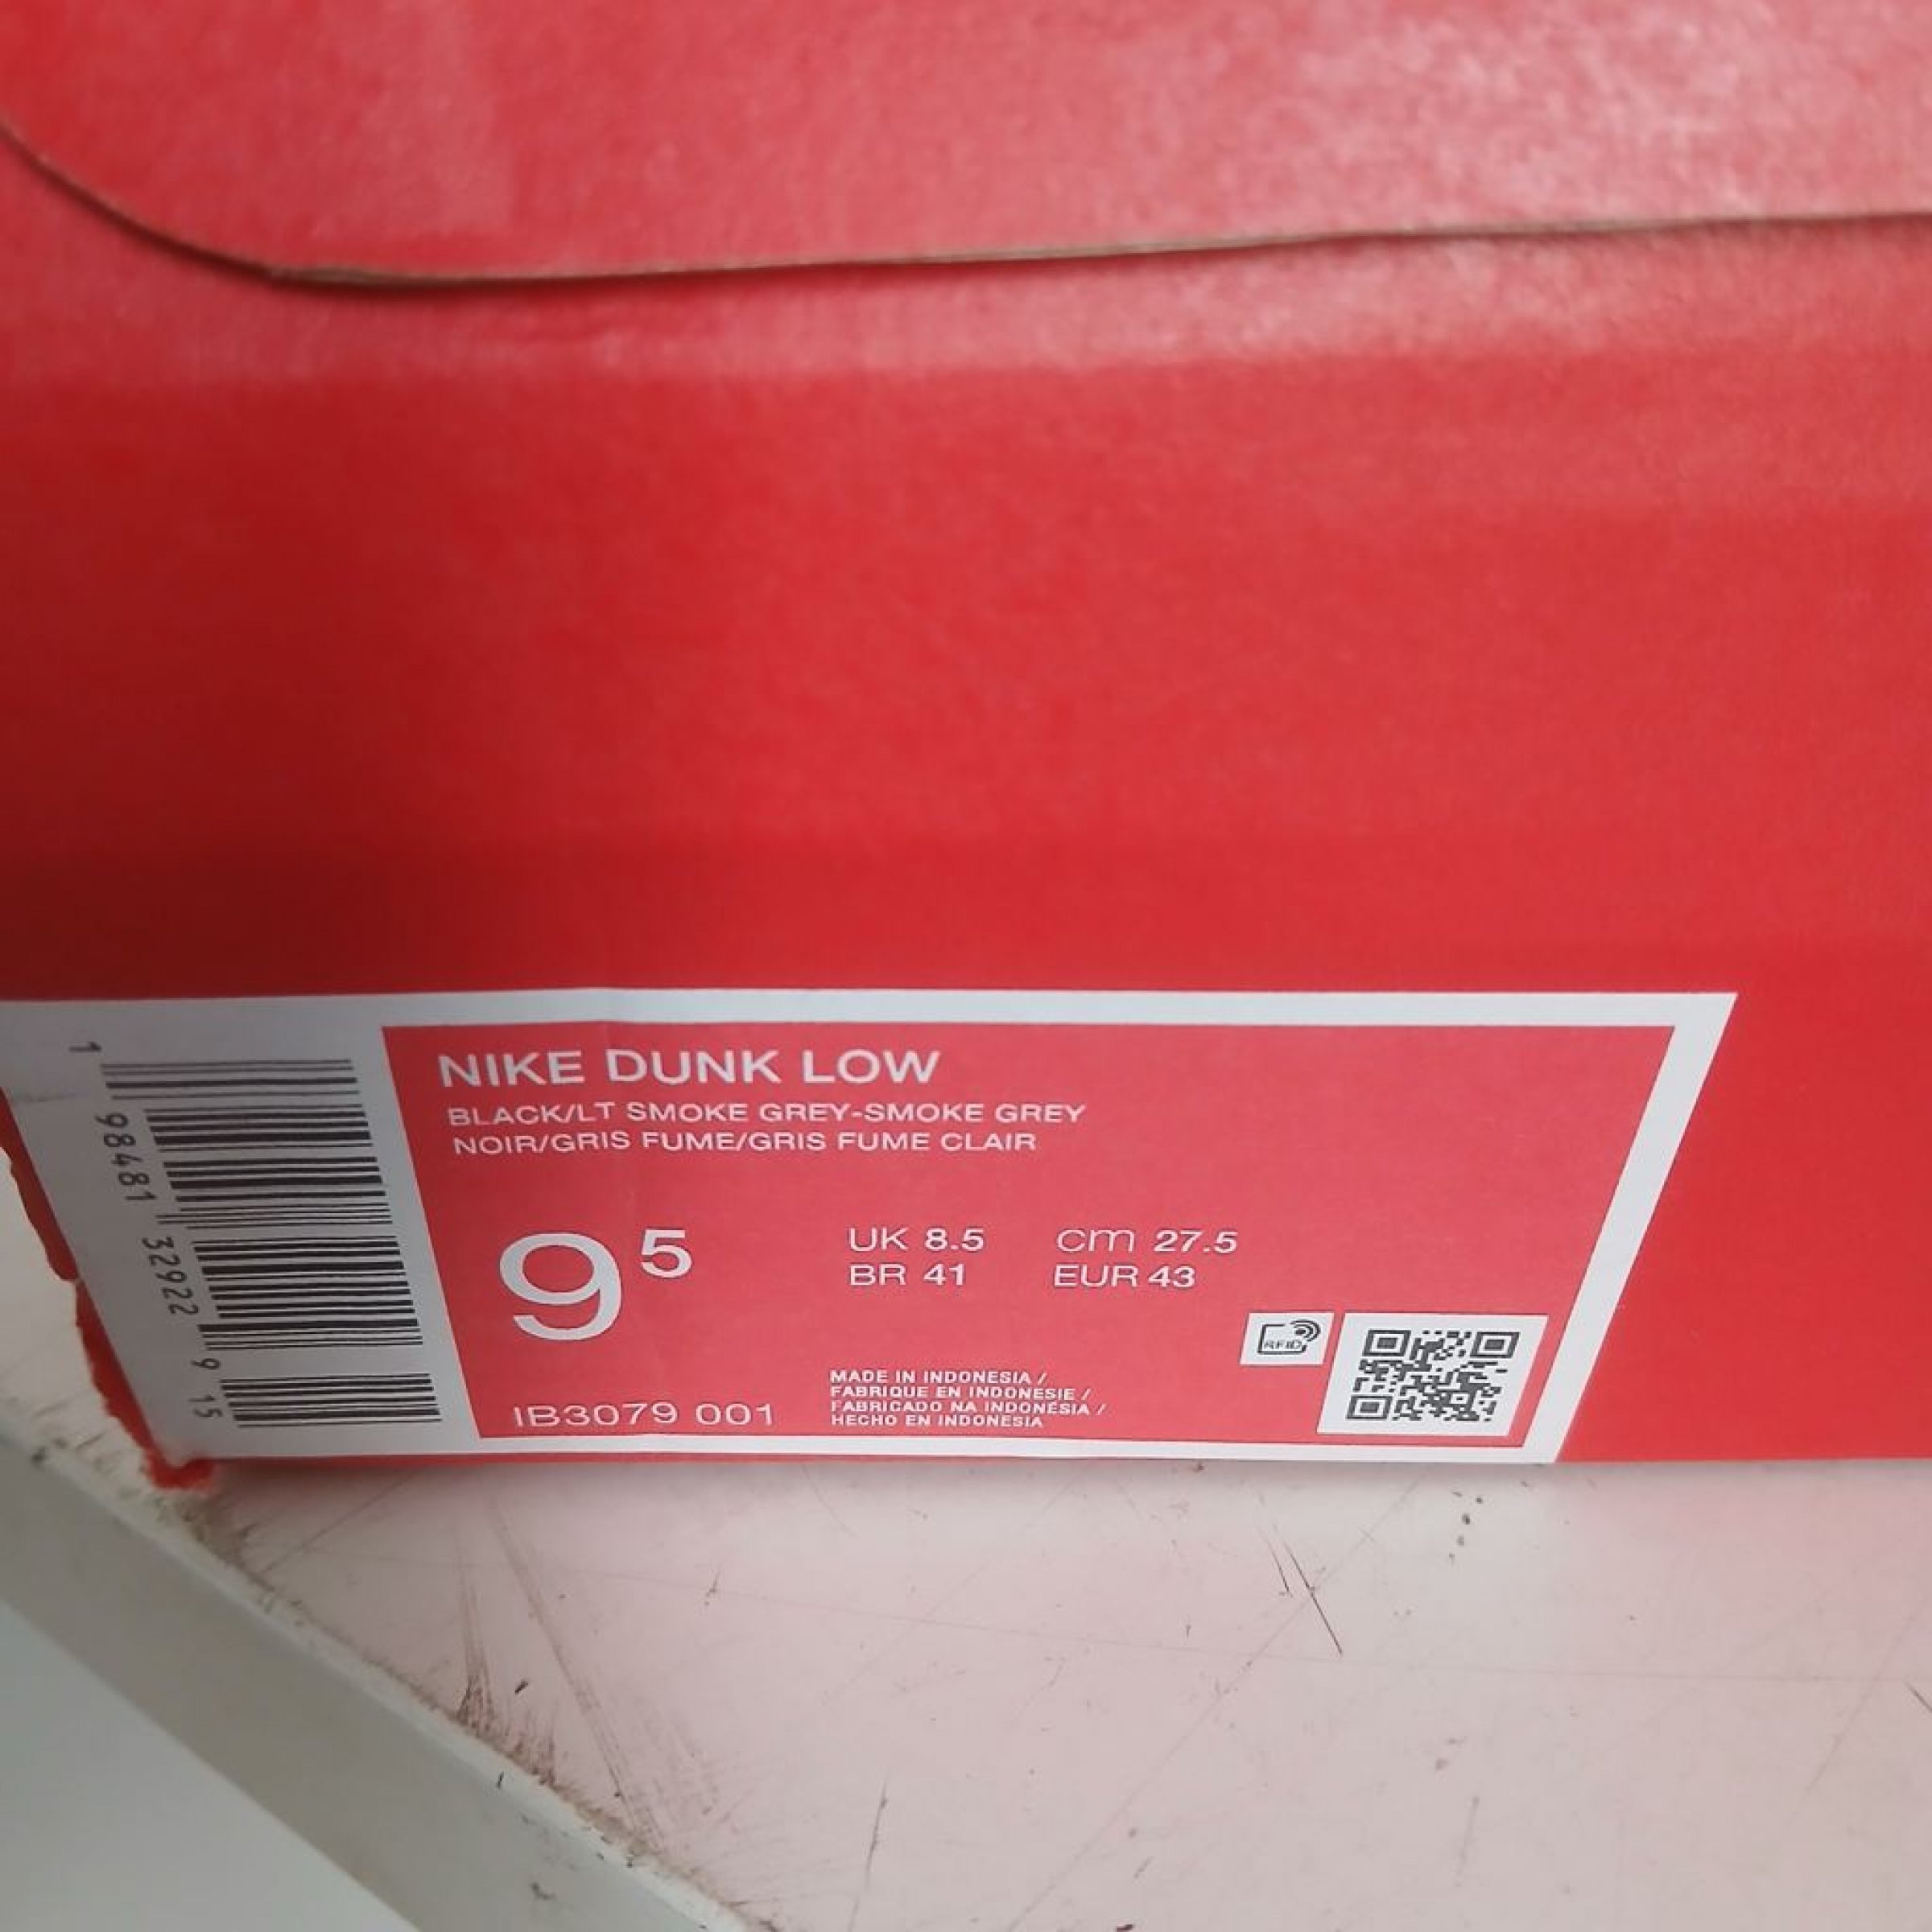 NIKE DUNK LOW
BLACK/LT SMOKE GREY-SMOKE GREY
NOIR/GRIS FUME/GRIS FUME CLAIR
9 5
UK 8.5 cm 27.5
BR 41 EUR 43
IB3079 001
MADE IN INDONESIA /
FABRIQUE EN INDONESIE /
FABRICADO NA INDONÉSIA /
HECHO EN INDONESIA
RFID
1 98481 32922 9 15